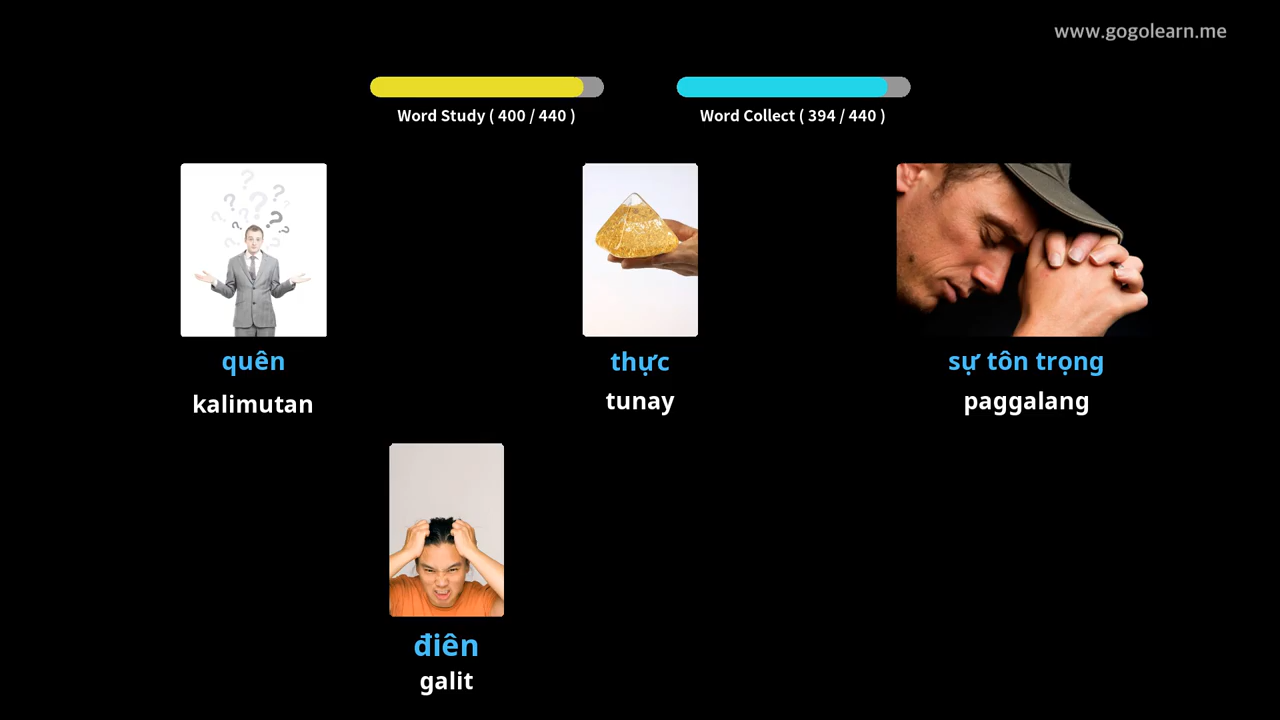 www.gogolearn.me
Word Study ( 400 / 440 )
Word Collect ( 394 / 440 )
quên
kalimutan
thực
tunay
sự tôn trọng
paggalang
điên
galit